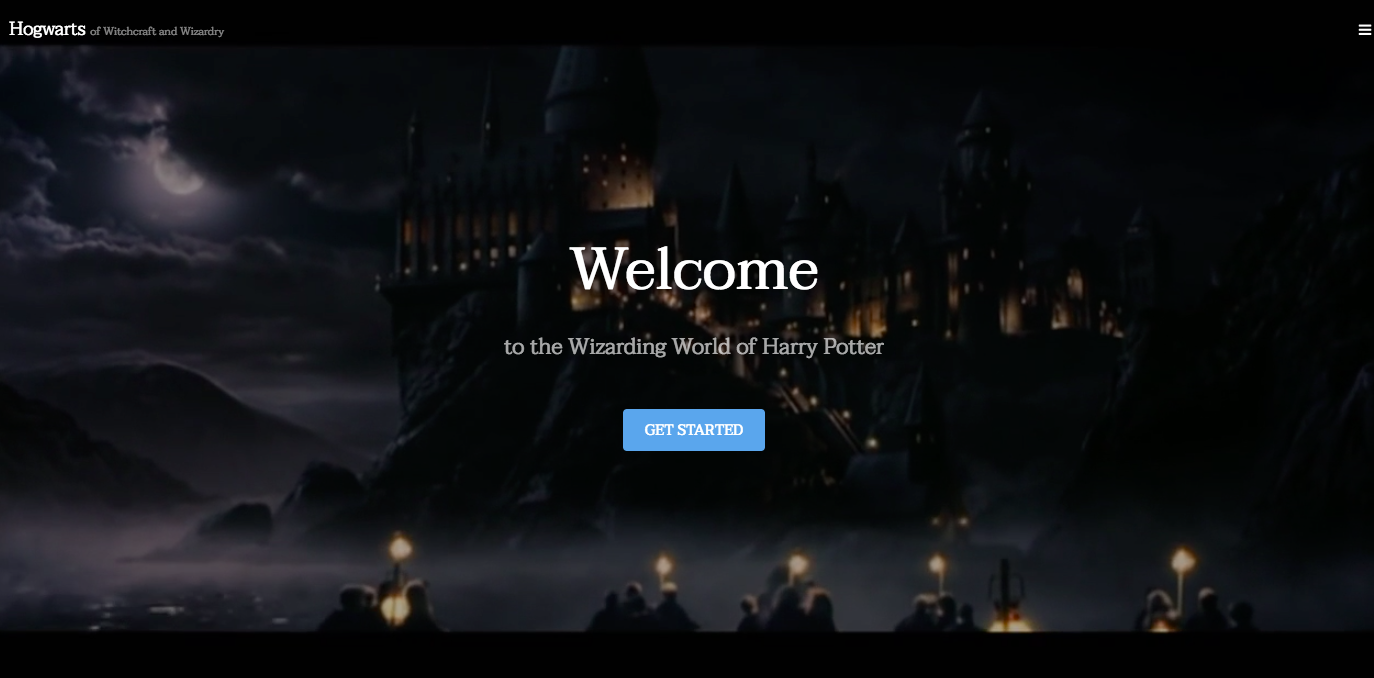 Hogwarts of Witchcraft and Wizardry
Welcome
to the Wizarding World of Harry Potter
GET STARTED